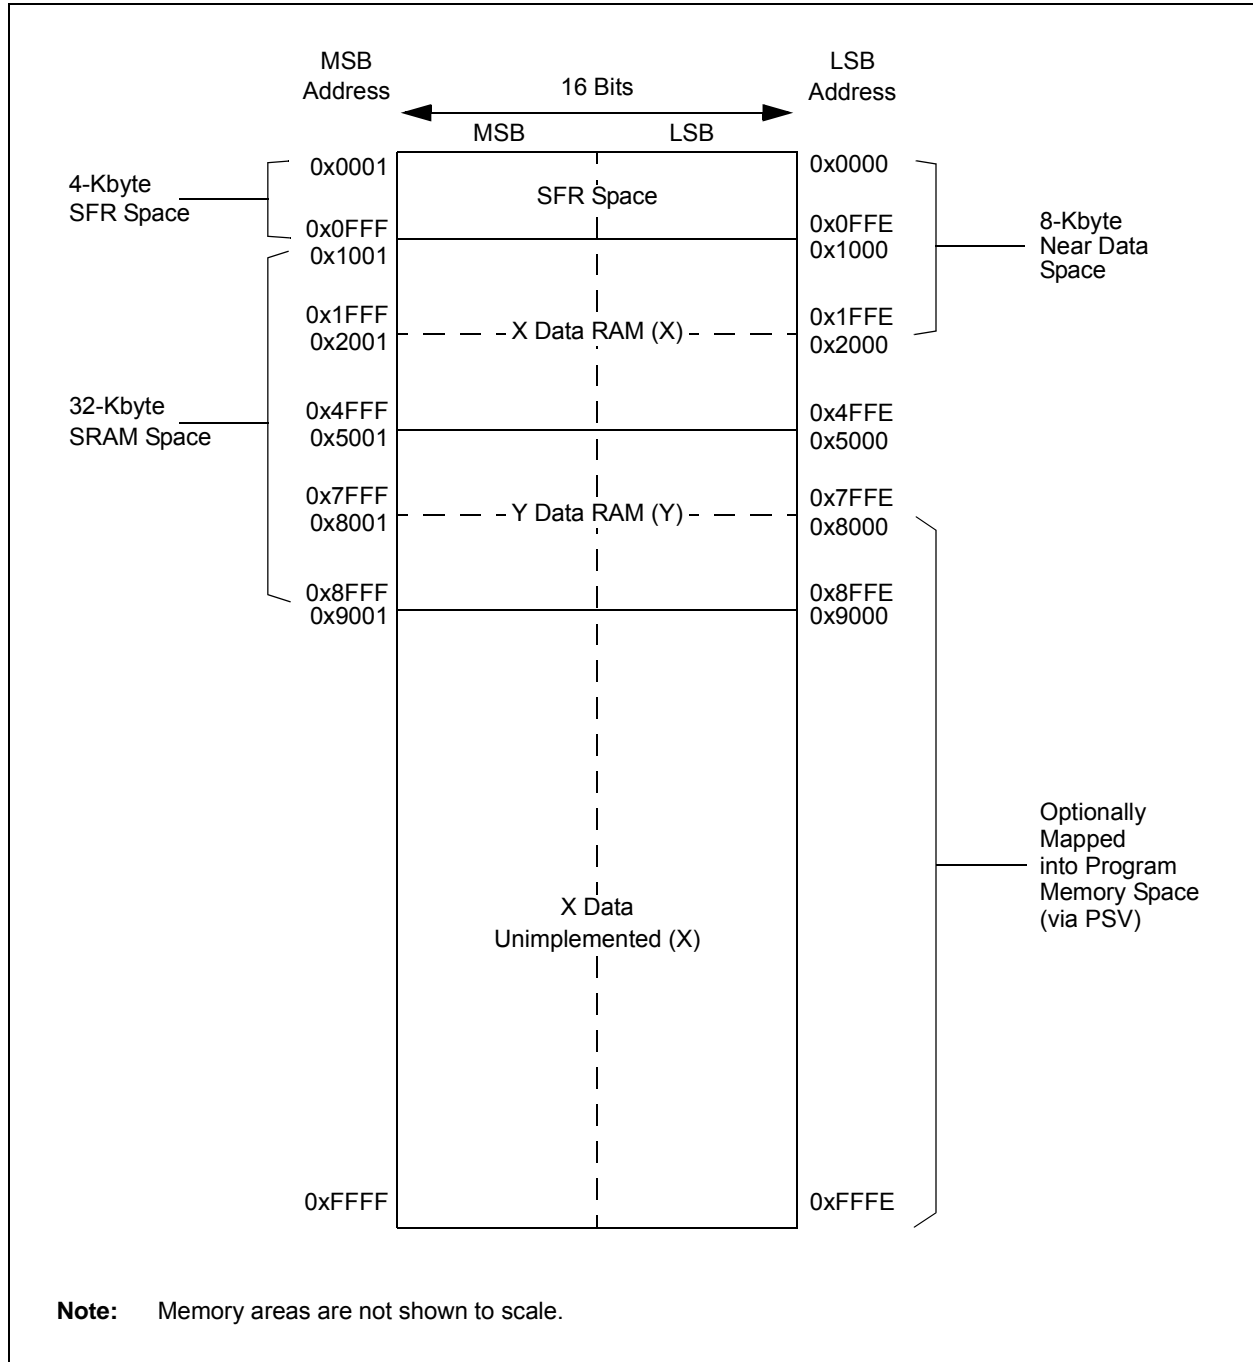 MSB
Address
LSB
Address
16 Bits
MSB
LSB
0x0001
0x0000
4-Kbyte
SFR Space
SFR Space
0x0FFF
0x1001
0x0FFE
0x1000
8-Kbyte
Near Data
Space
0x1FFF
0x2001
X Data RAM (X)
0x1FFE
0x2000
32-Kbyte
SRAM Space
0x4FFF
0x5001
0x4FFE
0x5000
0x7FFF
0x8001
Y Data RAM (Y)
0x7FFE
0x8000
0x8FFF
0x9001
0x8FFE
0x9000
Optionally
Mapped
into Program
Memory Space
(via PSV)
X Data
Unimplemented (X)
0xFFFF
0xFFFE
Note: Memory areas are not shown to scale.